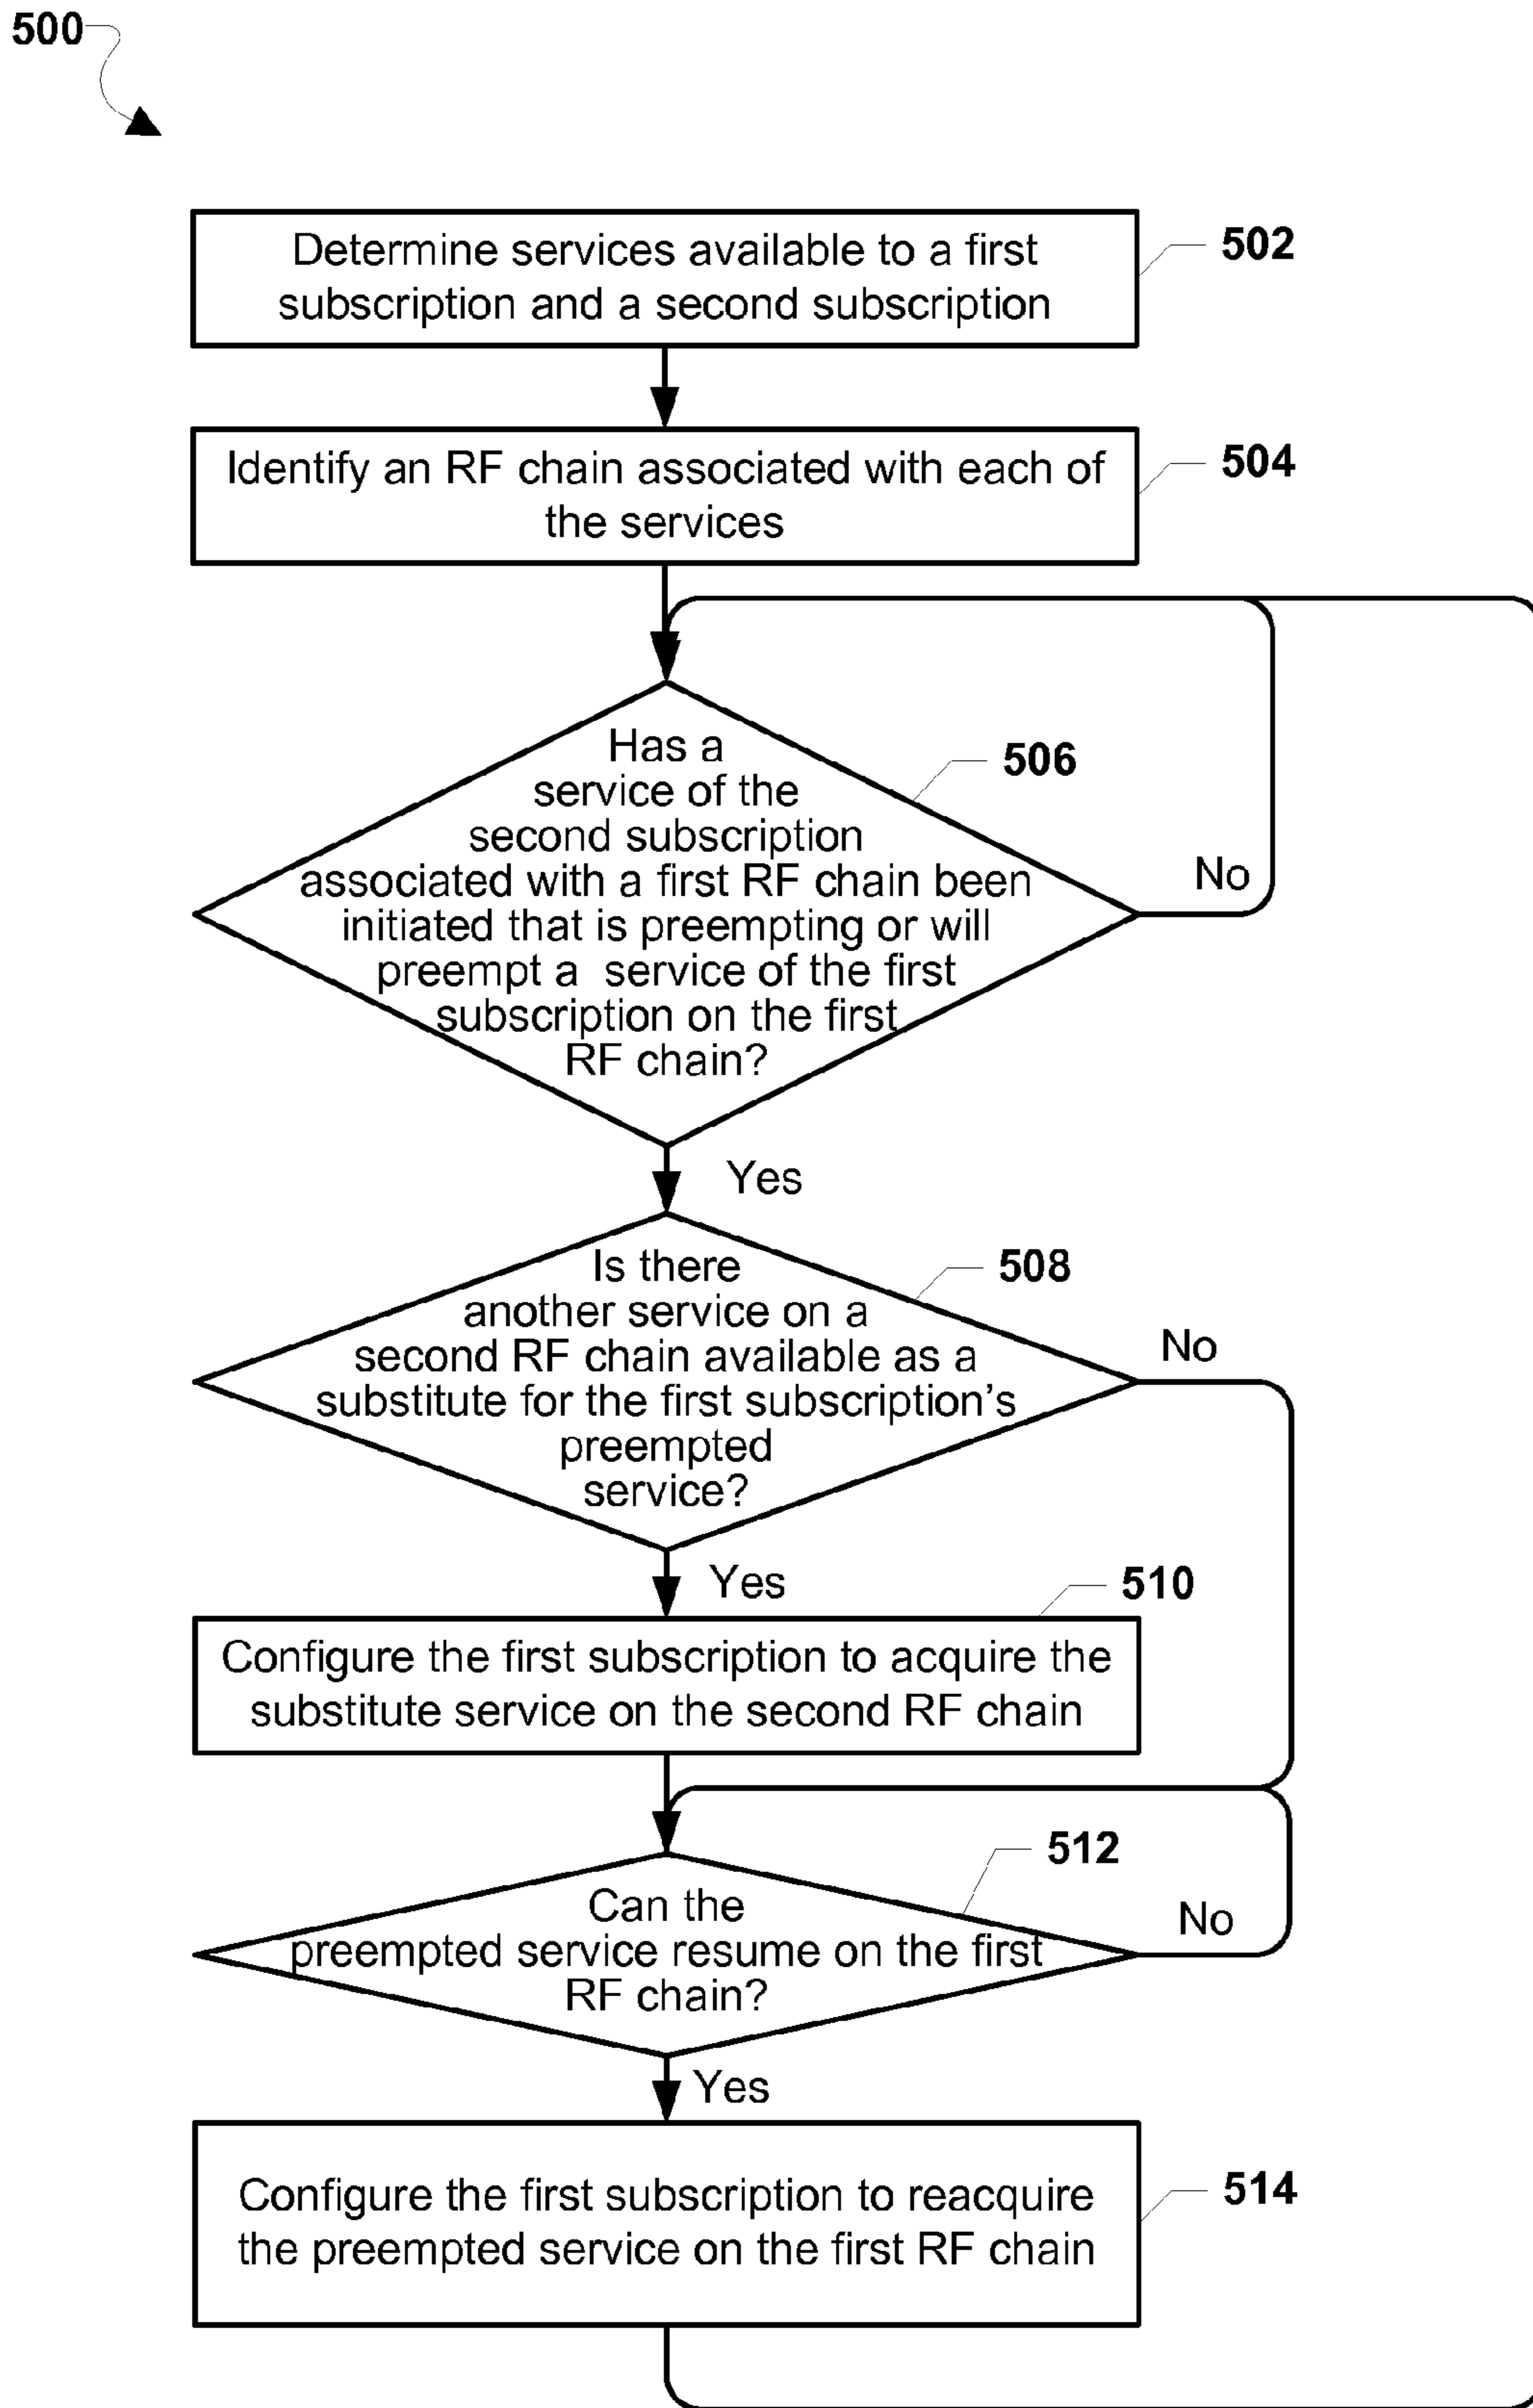 500
Determine services available to a first
subscription and a second subscription
502
Identify an RF chain associated with each of
the services
504
Has a
service of the
second subscription
associated with a first RF chain been
initiated that is preempting or will
preempt a service of the first
subscription on the first
RF chain?
506
No
Yes
Is there
another service on a
second RF chain available as a
substitute for the first subscription's
preempted
service?
508
No
Yes
510
Configure the first subscription to acquire the
substitute service on the second RF chain
512
Can the
preempted service resume on the first
RF chain?
No
Yes
Configure the first subscription to reacquire
the preempted service on the first RF chain
514